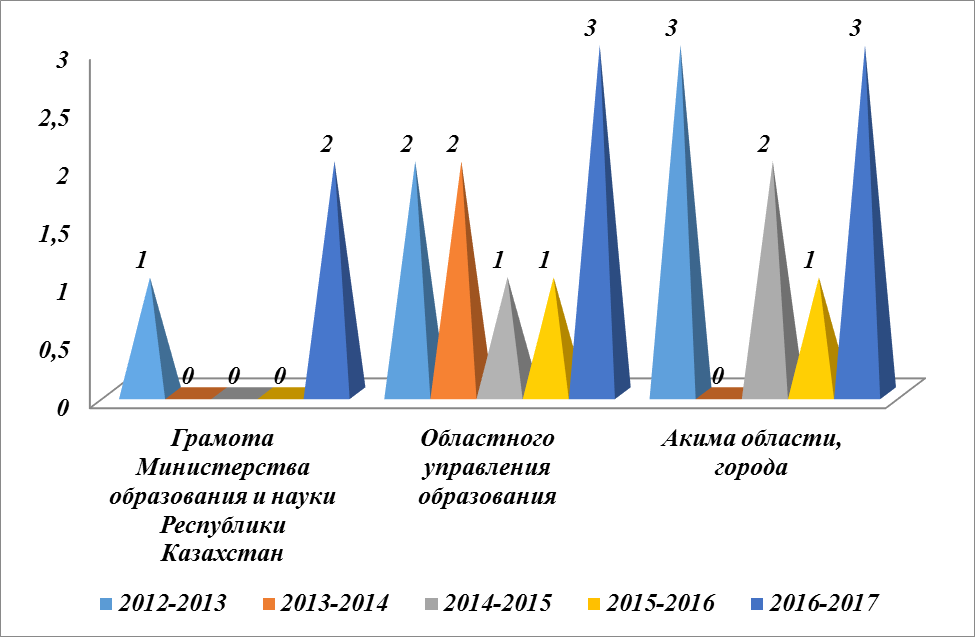 3
2,5
2
1,5
1
0,5
0
1
0
0
0
2
2
2
1
1
3
3
0
2
1
3
Грамота
Министерства
образования и науки
Республики
Казахстан
Областного
управления
образования
Акима области,
города
2012-2013
2013-2014
2014-2015
2015-2016
2016-2017